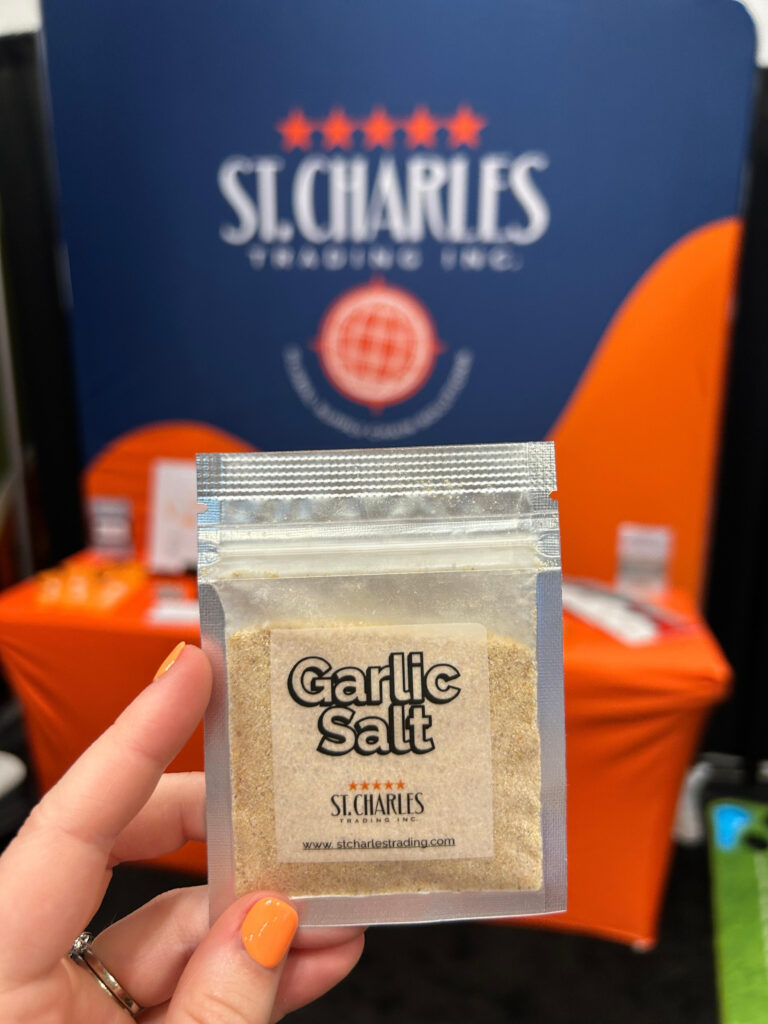 ST. CHARLES
TRADING INC.
Garlic
Salt
ST. CHARLES
TRADING INC.
www.stcharlestrading.com